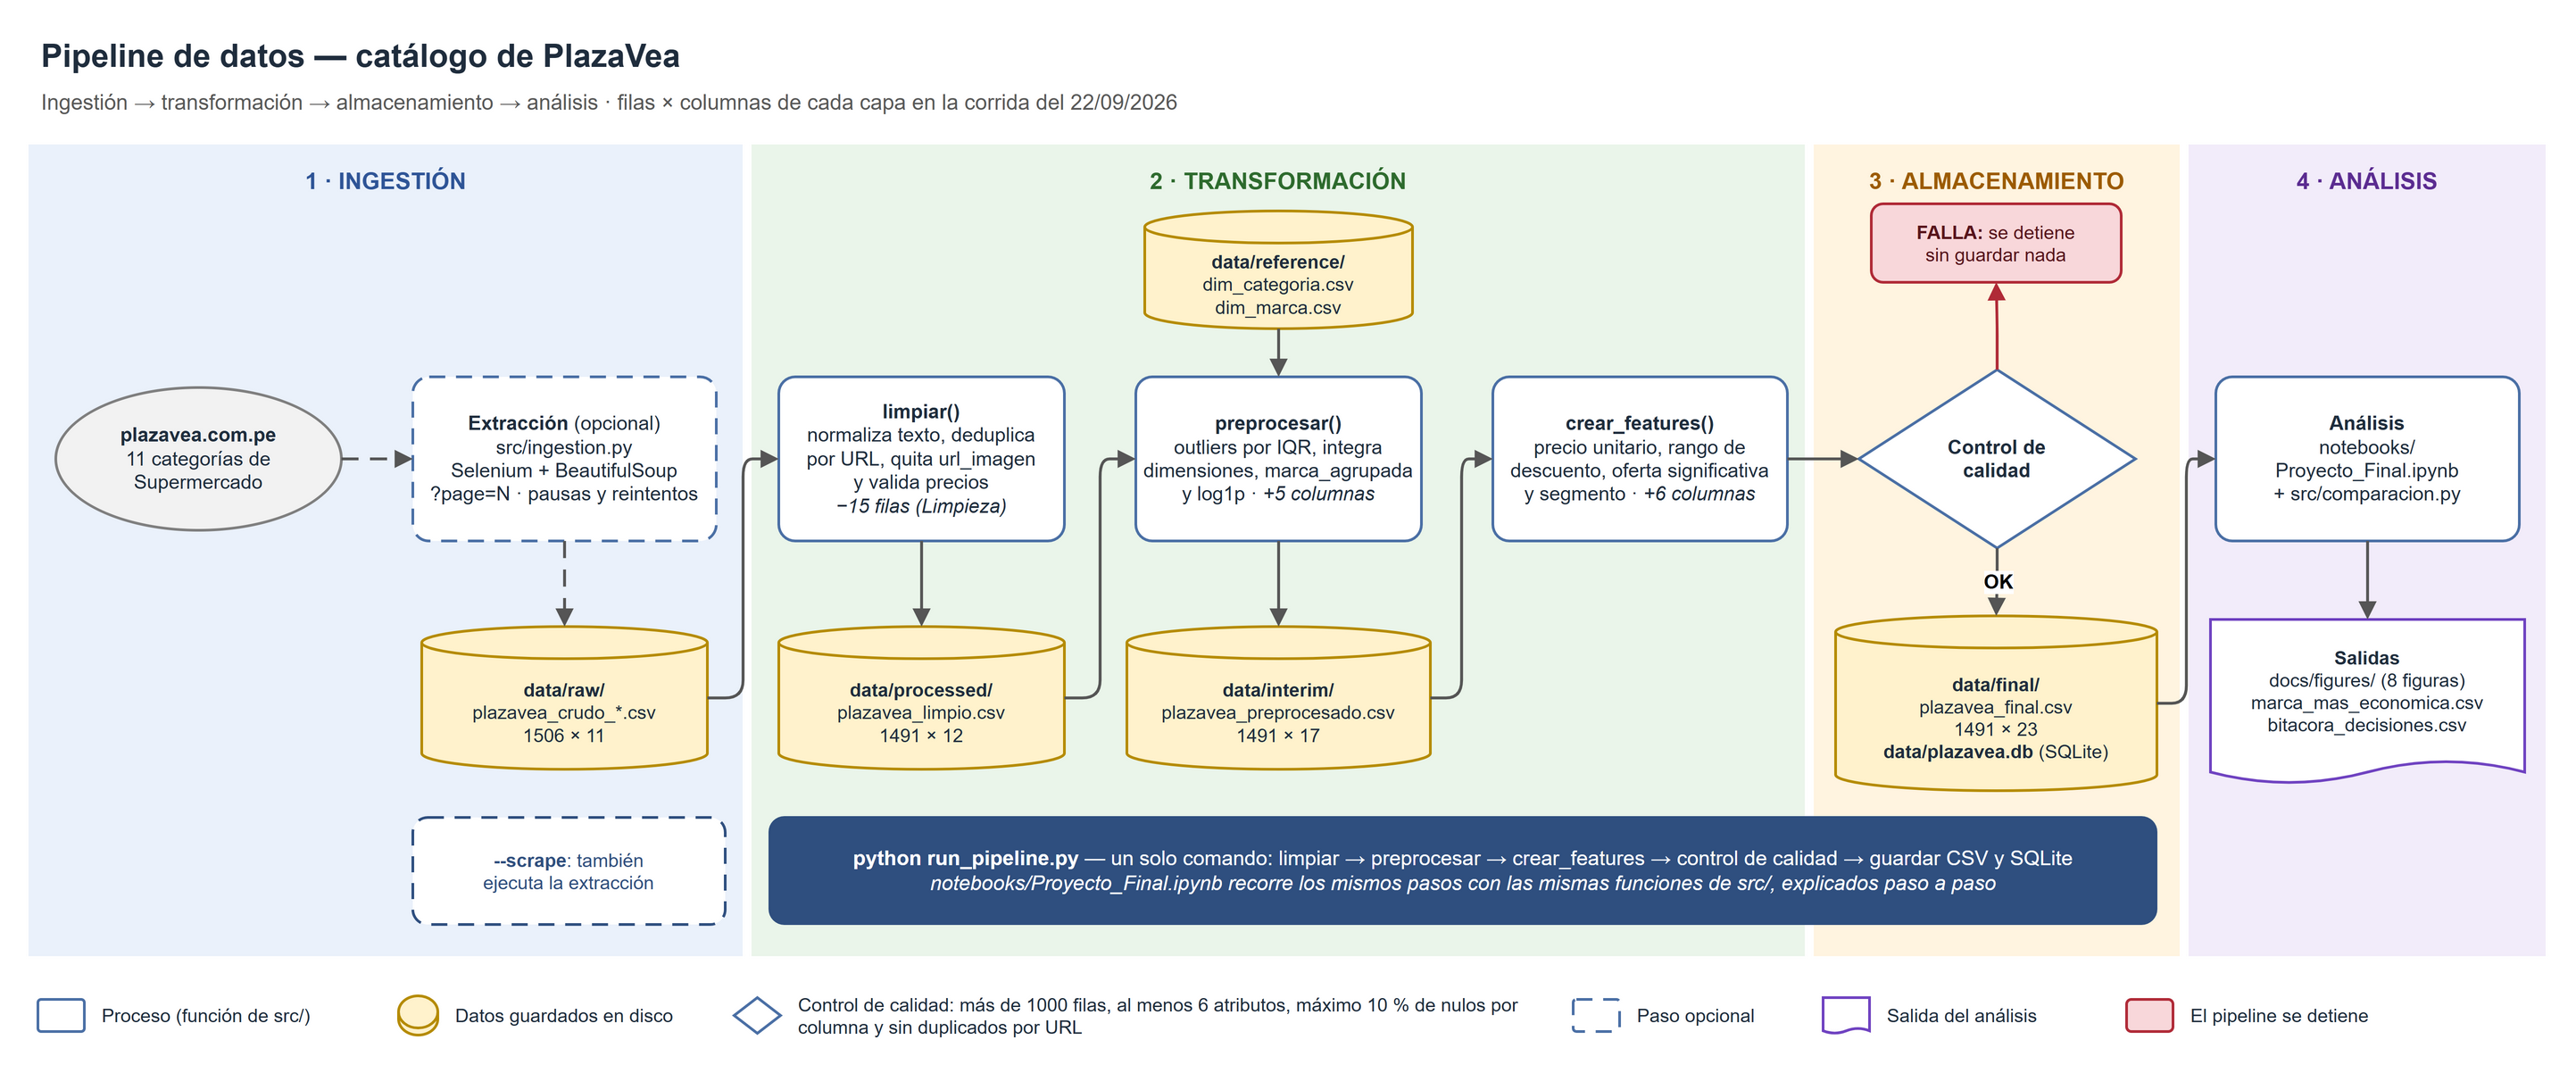 Pipeline de datos — catálogo de PlazaVea
Ingestión → transformación → almacenamiento → análisis · filas × columnas de cada capa en la corrida del 22/09/2026
1 · INGESTIÓN
plazavea.com.pe
11 categorías de
Supermercado
Extracción (opcional)
src/ingestion.py
Selenium + BeautifulSoup
?page=N · pausas y reintentos
data/raw/
plazavea_crudo_*.csv
1506 × 11
--scrape: también
ejecuta la extracción
2 · TRANSFORMACIÓN
data/reference/
dim_categoria.csv
dim_marca.csv
limpiar()
normaliza texto, deduplica
por URL, quita url_imagen
y valida precios
−15 filas (Limpieza)
preprocesar()
outliers por IQR, integra
dimensiones, marca_agrupada
y log1p · +5 columnas
crear_features()
precio unitario, rango de
descuento, oferta significativa
y segmento · +6 columnas
data/processed/
plazavea_limpio.csv
1491 × 12
data/interim/
plazavea_preprocesado.csv
1491 × 17
3 · ALMACENAMIENTO
FALLA: se detiene
sin guardar nada
Control de
calidad
OK
data/final/
plazavea_final.csv
1491 × 23
data/plazavea.db (SQLite)
4 · ANÁLISIS
Análisis
notebooks/
Proyecto_Final.ipynb
+ src/comparacion.py
Salidas
docs/figures/ (8 figuras)
marca_mas_economica.csv
bitacora_decisiones.csv
python run_pipeline.py — un solo comando: limpiar → preprocesar → crear_features → control de calidad → guardar CSV y SQLite
notebooks/Proyecto_Final.ipynb recorre los mismos pasos con las mismas funciones de src/, explicados paso a paso
Proceso (función de src/)
Datos guardados en disco
Control de calidad: más de 1000 filas, al menos 6 atributos, máximo 10 % de nulos por
columna y sin duplicados por URL
Paso opcional
Salida del análisis
El pipeline se detiene